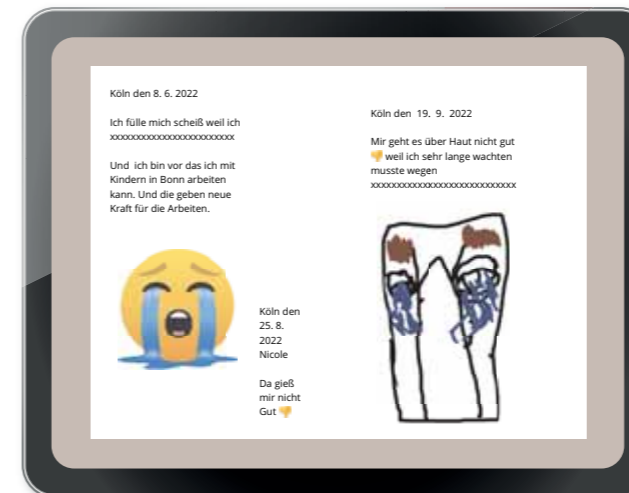 Köln den 8. 6. 2022
Ich fülle mich scheiß weil ich
xxxxxxxxxxxxxxxxxxxxxxxx
Und ich bin vor das ich mit
Kindern in Bonn arbeiten
kann. Und die geben neue
Kraft für die Arbeiten.
Köln den
25. 8.
2022
Nicole
Da gieß
mir nicht
Gut 👎
Köln den 19. 9. 2022
Mir geht es über Haut nicht gut
👎 weil ich sehr lange wachten
musste wegen
xxxxxxxxxxxxxxxxxxxxxxxxxxxx